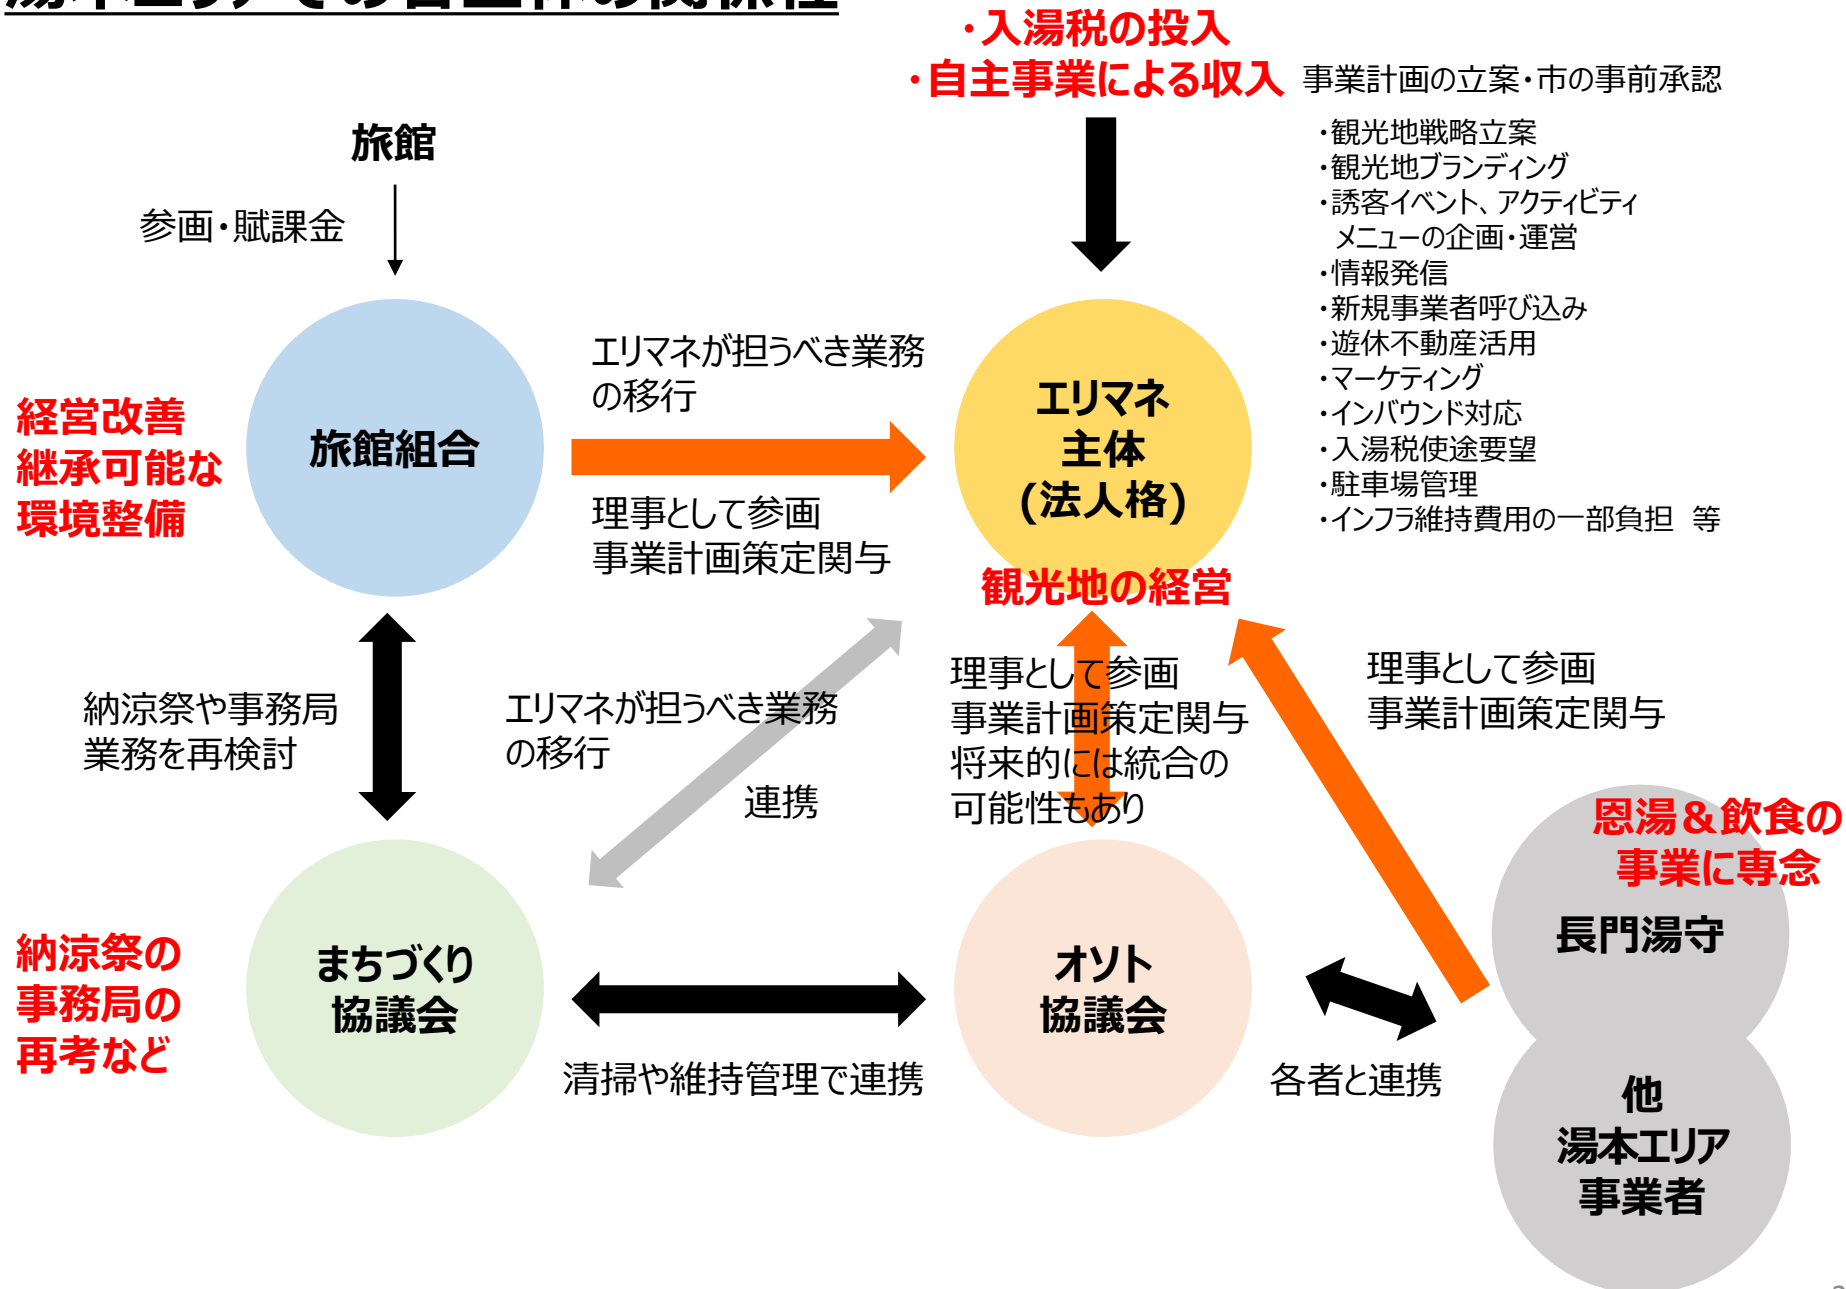 湯本エリアでの各主体の関係性
・入湯税の投入
・自主事業による収入
事業計画の立案・市の事前承認
・観光地戦略立案
・観光地ブランディング
・誘客イベント、アクティビティ
メニューの企画・運営
・情報発信
・新規事業者呼び込み
・遊休不動産活用
・マーケティング
・インバウンド対応
・入湯税使途要望
・駐車場管理
・インフラ維持費用の一部負担 等
旅館
参画・賦課金
経営改善
継承可能な
環境整備
旅館組合
エリマネが担うべき業務
の移行
理事として参画
事業計画策定関与
エリマネ
主体
(法人格)
観光地の経営
納涼祭や事務局
業務を再検討
エリマネが担うべき業務
の移行
連携
理事として参画
事業計画策定関与
将来的には統合の
可能性もあり
理事として参画
事業計画策定関与
恩湯＆飲食の
事業に専念
長門湯守
納涼祭の
事務局の
再考など
まちづくり
協議会
清掃や維持管理で連携
オソト
協議会
各者と連携
他
湯本エリア
事業者